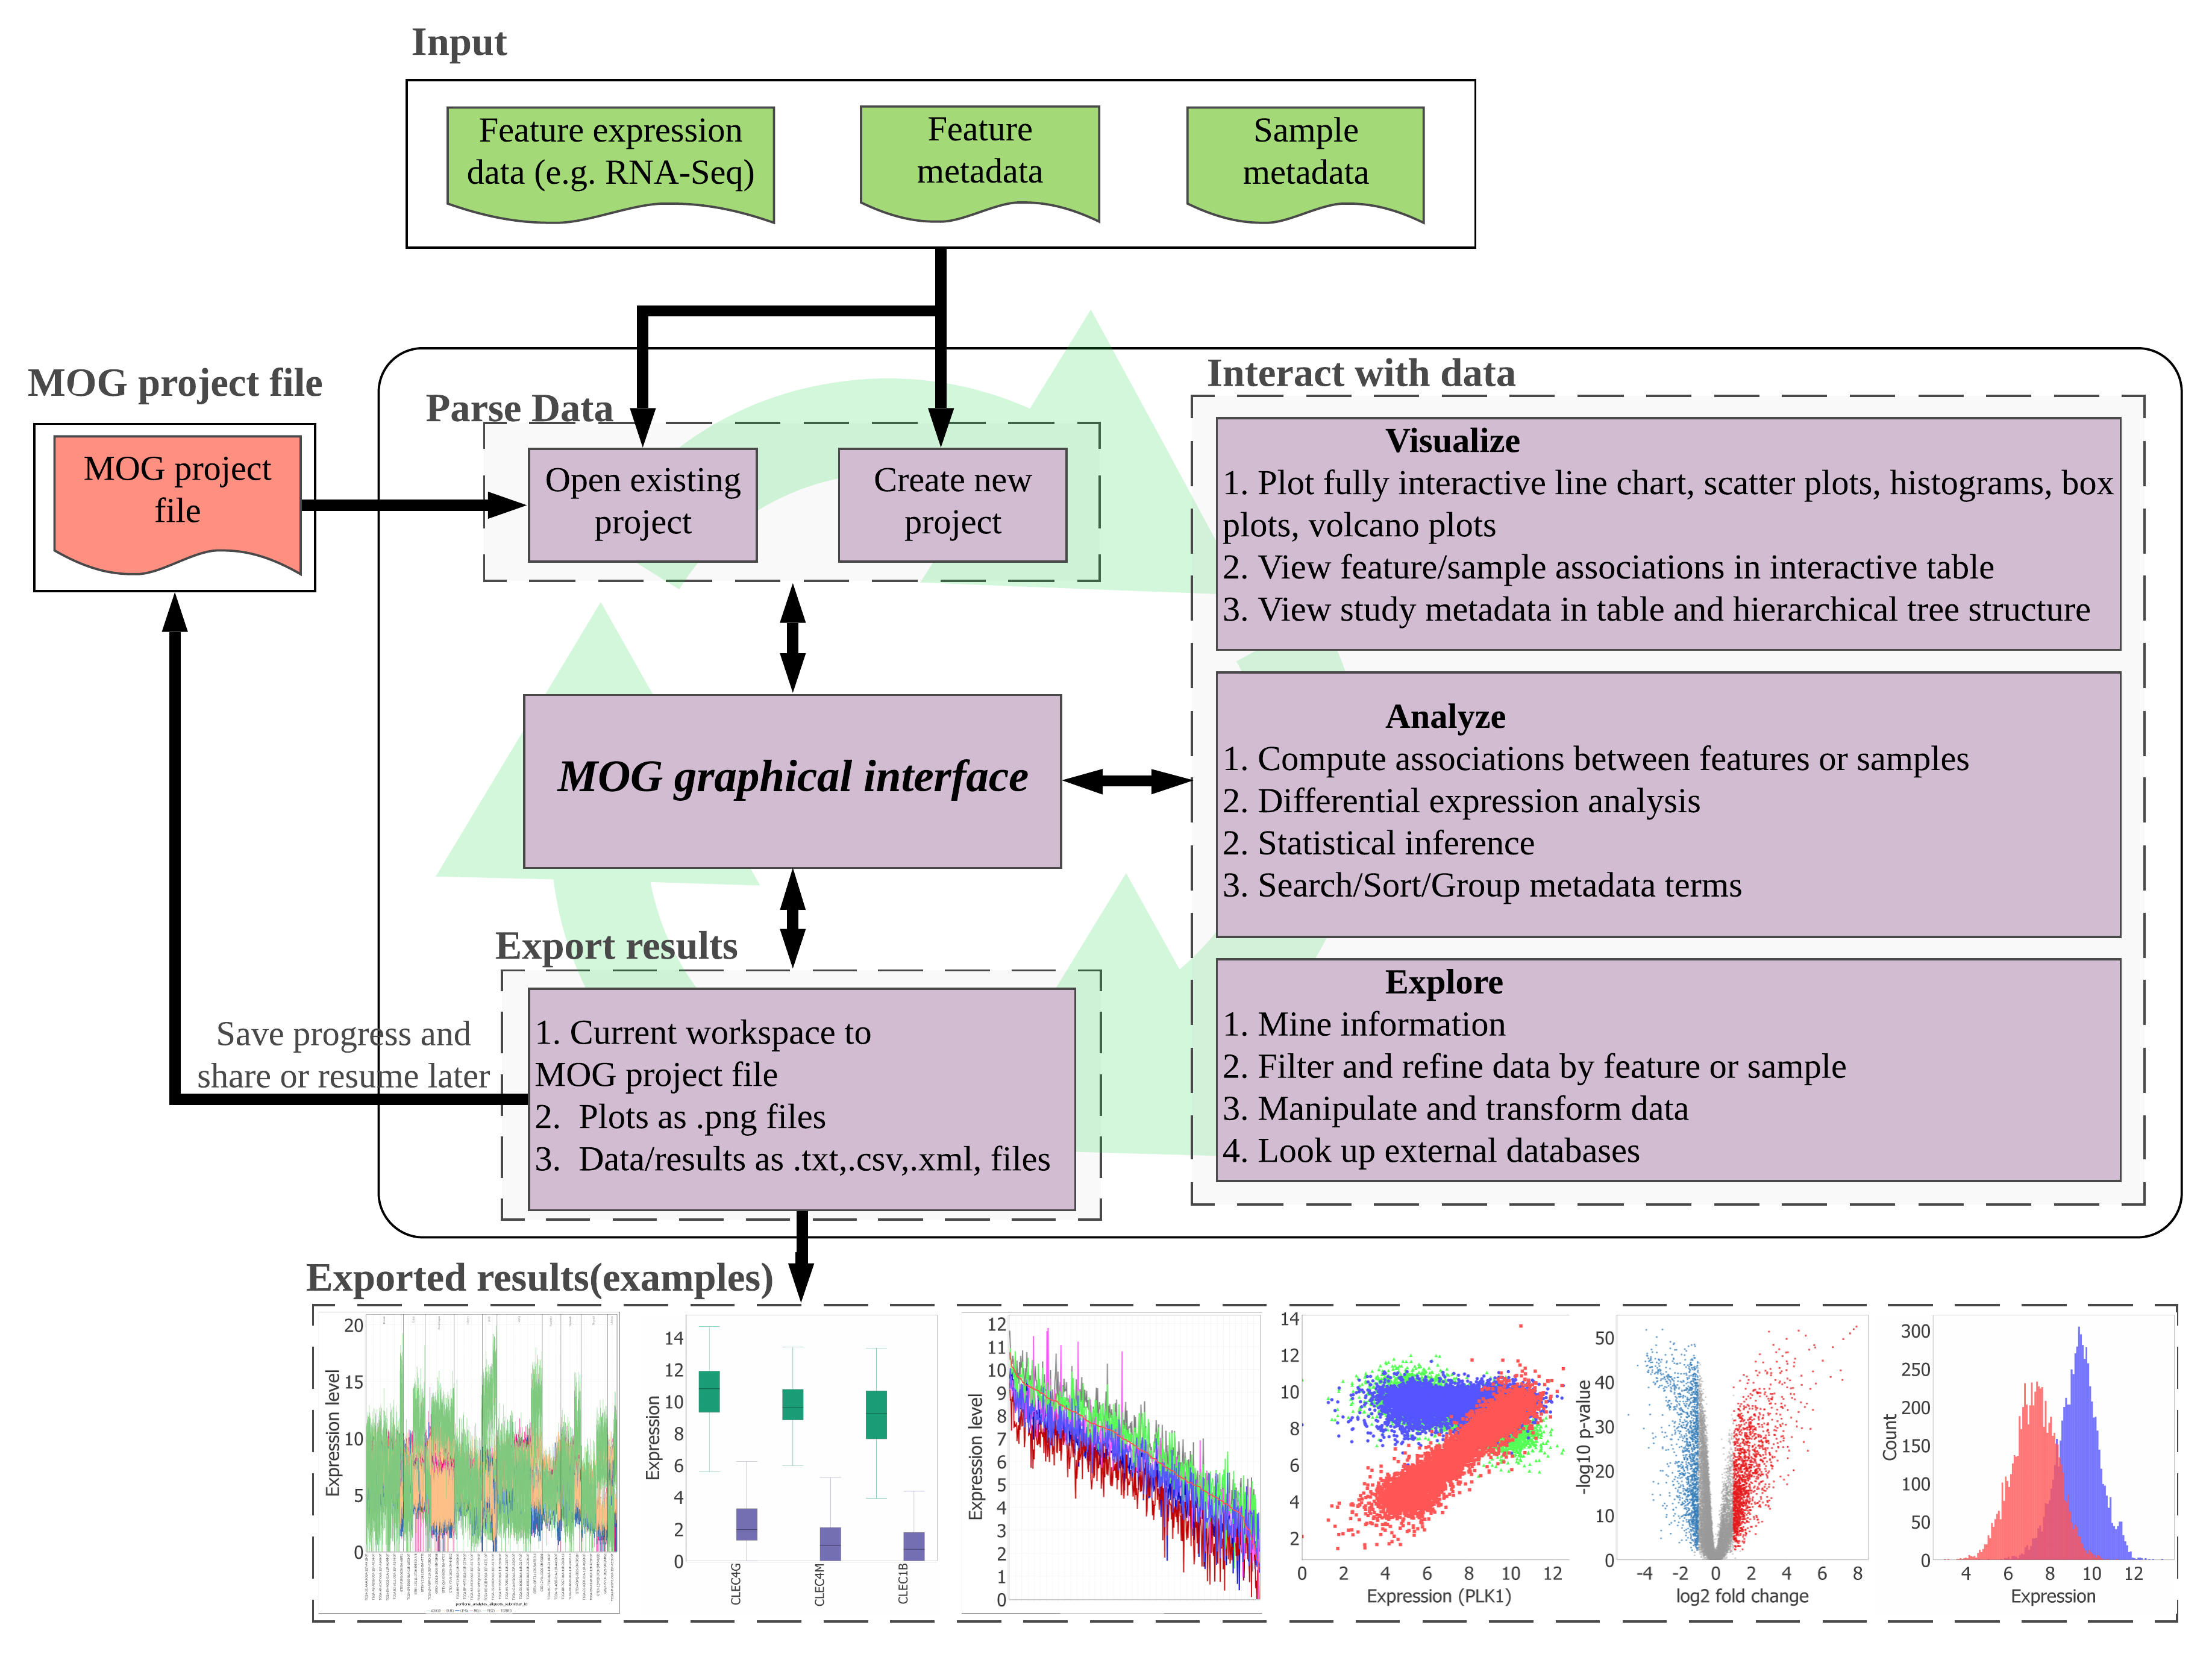 Input
Feature expression
data (e.g. RNA-Seq)
Feature
metadata
Sample
metadata
MOG project file
MOG project
file
Parse Data
Open existing
project
Create new
project
Interact with data
Visualize
1. Plot fully interactive line chart, scatter plots, histograms, box
plots, volcano plots
2. View feature/sample associations in interactive table
3. View study metadata in table and hierarchical tree structure
MOG graphical interface
Analyze
1. Compute associations between features or samples
2. Differential expression analysis
2. Statistical inference
3. Search/Sort/Group metadata terms
Export results
1. Current workspace to
MOG project file
2. Plots as .png files
3. Data/results as .txt,.csv,.xml, files
Save progress and
share or resume later
Explore
1. Mine information
2. Filter and refine data by feature or sample
3. Manipulate and transform data
4. Look up external databases
Exported results(examples)
Expression level
20
15
10
5
0
Expression
14
12
10
8
6
4
2
0
CLEC4G
CLEC4M
CLEC1B
Expression level
12
11
10
9
8
7
6
5
4
3
2
1
0
14
12
10
8
6
4
2
0 2 4 6 8 10 12
Expression (PLK1)
-log10 p-value
50
40
30
20
10
0
-4 -2 0 2 4 6 8
log2 fold change
Count
300
250
200
150
100
50
0
4 6 8 10 12
Expression